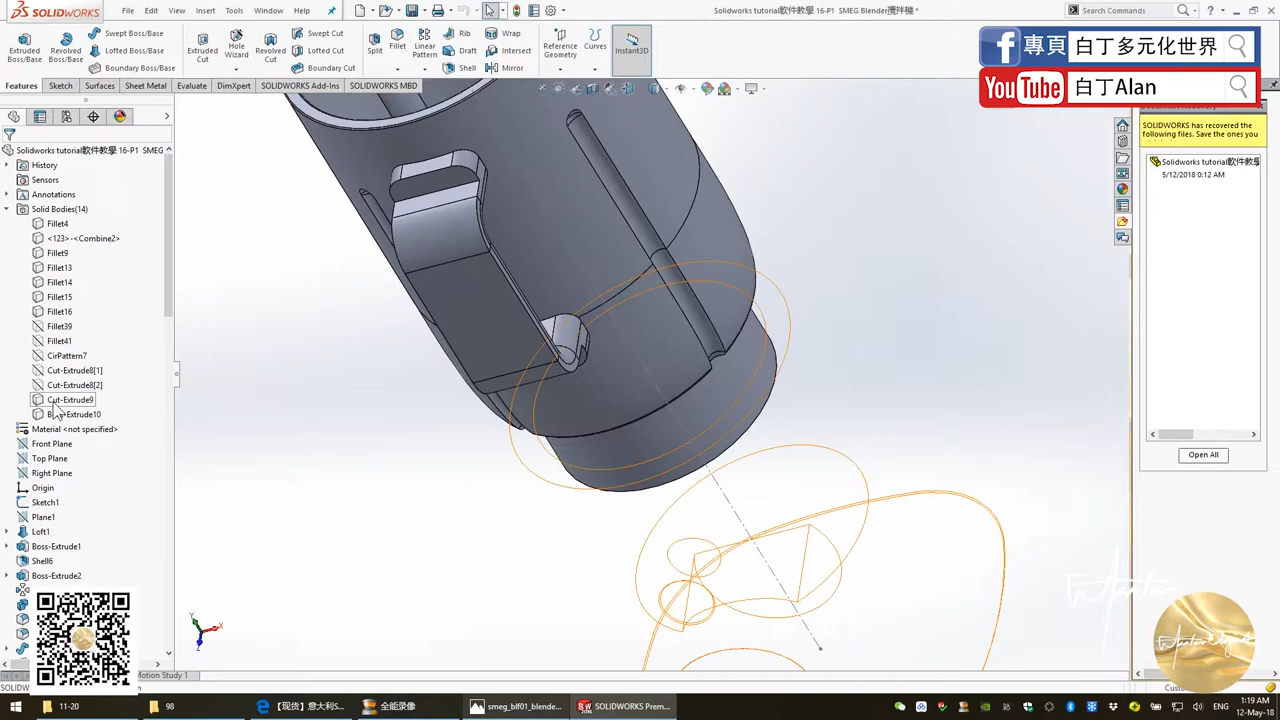 SOLIDWORKS File Edit View Insert Tools Window Help
Solidworks tutorial軟件教學 16-P1 SMEG Blender攪拌機 *
Search Commands
Extruded Boss/Base
Revolved Boss/Base
Swept Boss/Base
Lofted Boss/Base
Boundary Boss/Base
Extruded Cut
Hole Wizard
Revolved Cut
Swept Cut
Lofted Cut
Boundary Cut
Split
Fillet
Linear Pattern
Rib
Draft
Shell
Wrap
Intersect
Mirror
Reference Geometry
Curves
Instant3D
專頁 白丁多元化世界
YouTube 白丁Alan
Features Sketch Surfaces Sheet Metal Evaluate DimXpert SOLIDWORKS Add-Ins SOLIDWORKS MBD
Solidworks tutorial軟件教學 16-P1 SMEG
History
Sensors
Annotations
Solid Bodies(14)
Fillet4
<123>-<Combine2>
Fillet9
Fillet13
Fillet14
Fillet15
Fillet16
Fillet39
Fillet41
CirPattern7
Cut-Extrude8[1]
Cut-Extrude8[2]
Cut-Extrude9
Extrude10
Material <not specified>
Front Plane
Top Plane
Right Plane
Origin
Sketch1
Plane1
Loft1
Boss-Extrude1
Shell6
Boss-Extrude2
SOLIDWORKS has recovered the
following files. Save the ones you
Solidworks tutorial軟件教學
5/12/2018 0:12 AM
Open All
Motion Study 1
11-20
98
【现货】意大利S...
全能录像
smeg_blf01_blende...
SOLIDWORKS Prem...
1:19 AM
12-May-18